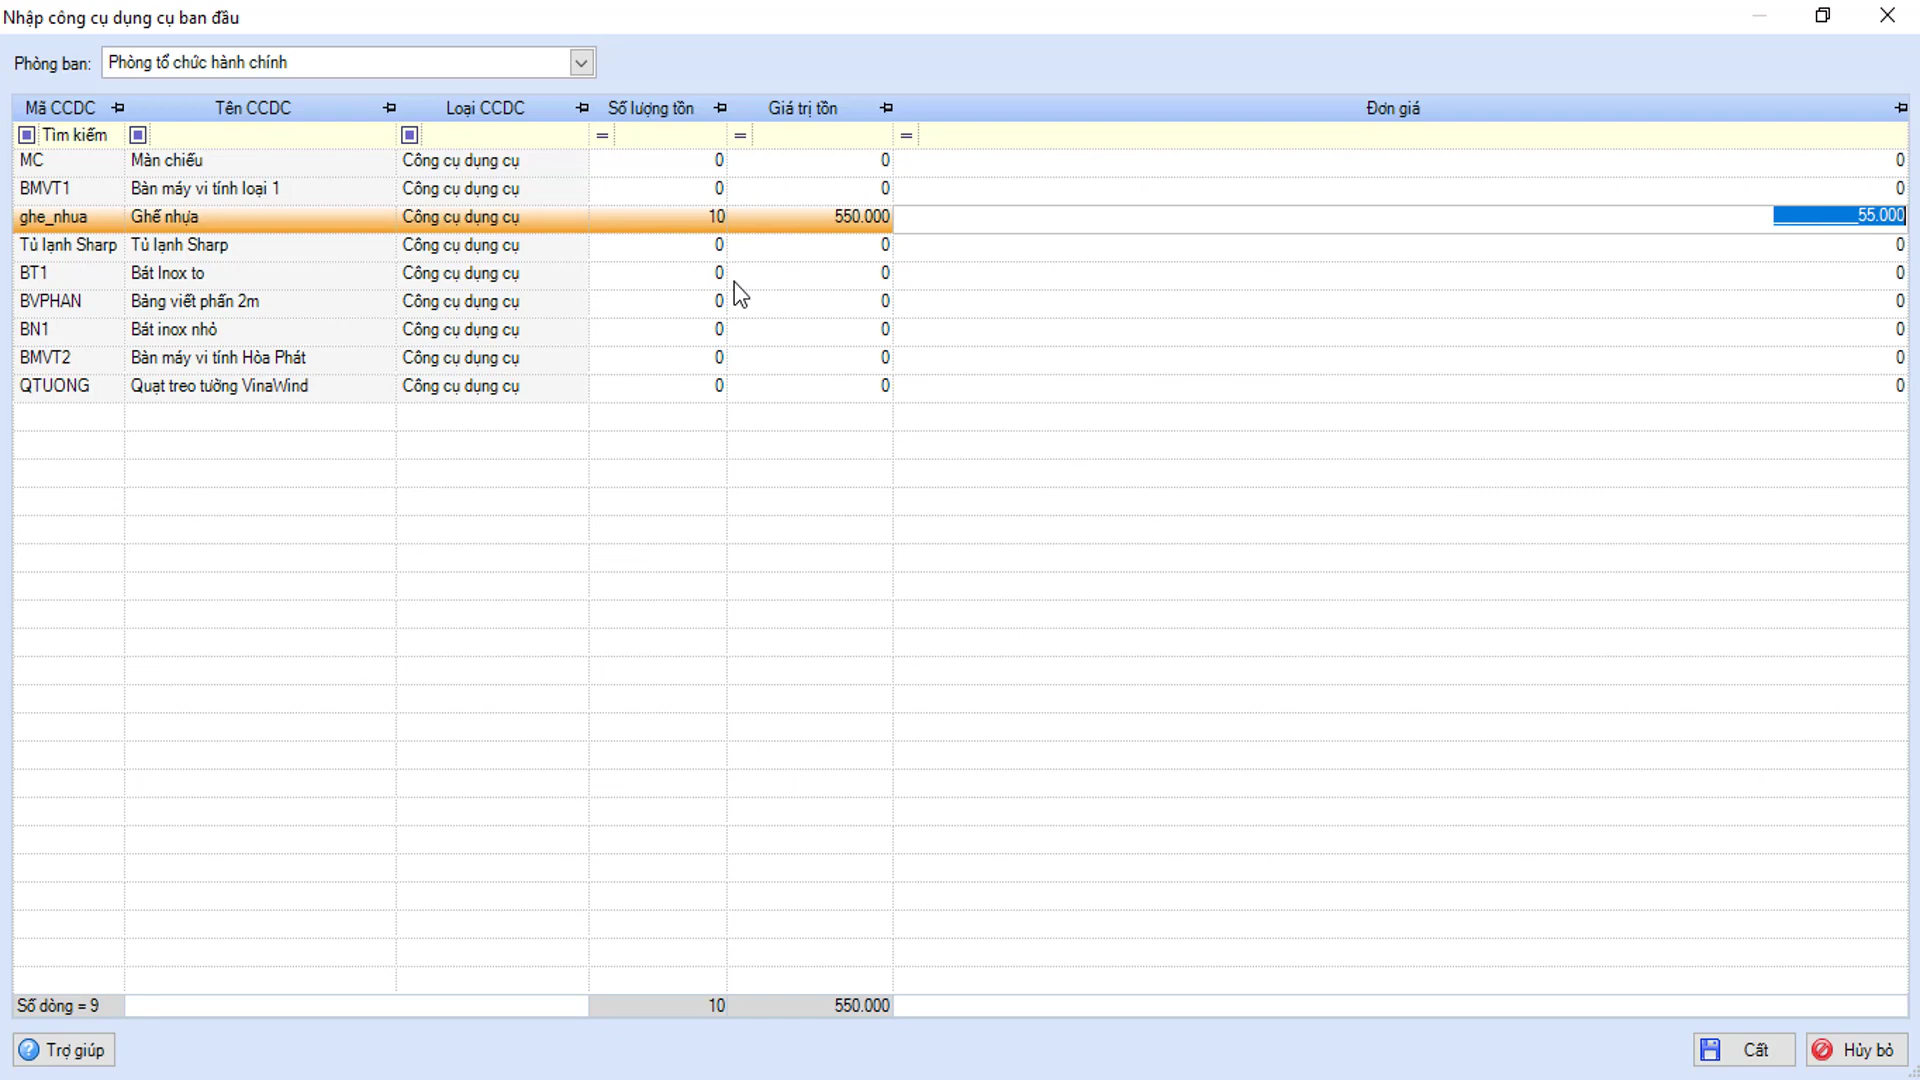 Nhập công cụ dụng cụ ban đầu
Phòng ban: Phòng tổ chức hành chính
Mã CCDC Tên CCDC Loại CCDC Số lượng tồn Giá trị tồn Đơn giá
Tìm kiếm = = =
MC Màn chiếu Công cụ dụng cụ 0 0 0
BMVT1 Bàn máy vi tính loại 1 Công cụ dụng cụ 0 0 0
ghe_nhua Ghế nhựa Công cụ dụng cụ 10 550.000 55.000
Tủ lạnh Sharp Tủ lạnh Sharp Công cụ dụng cụ 0 0 0
BT1 Bát Inox to Công cụ dụng cụ 0 0 0
BVPHAN Bảng viết phấn 2m Công cụ dụng cụ 0 0 0
BN1 Bát inox nhỏ Công cụ dụng cụ 0 0 0
BMVT2 Bàn máy vi tính Hòa Phát Công cụ dụng cụ 0 0 0
QTUONG Quạt treo tường VinaWind Công cụ dụng cụ 0 0 0
Số dòng = 9 10 550.000
Trợ giúp Cất Hủy bỏ